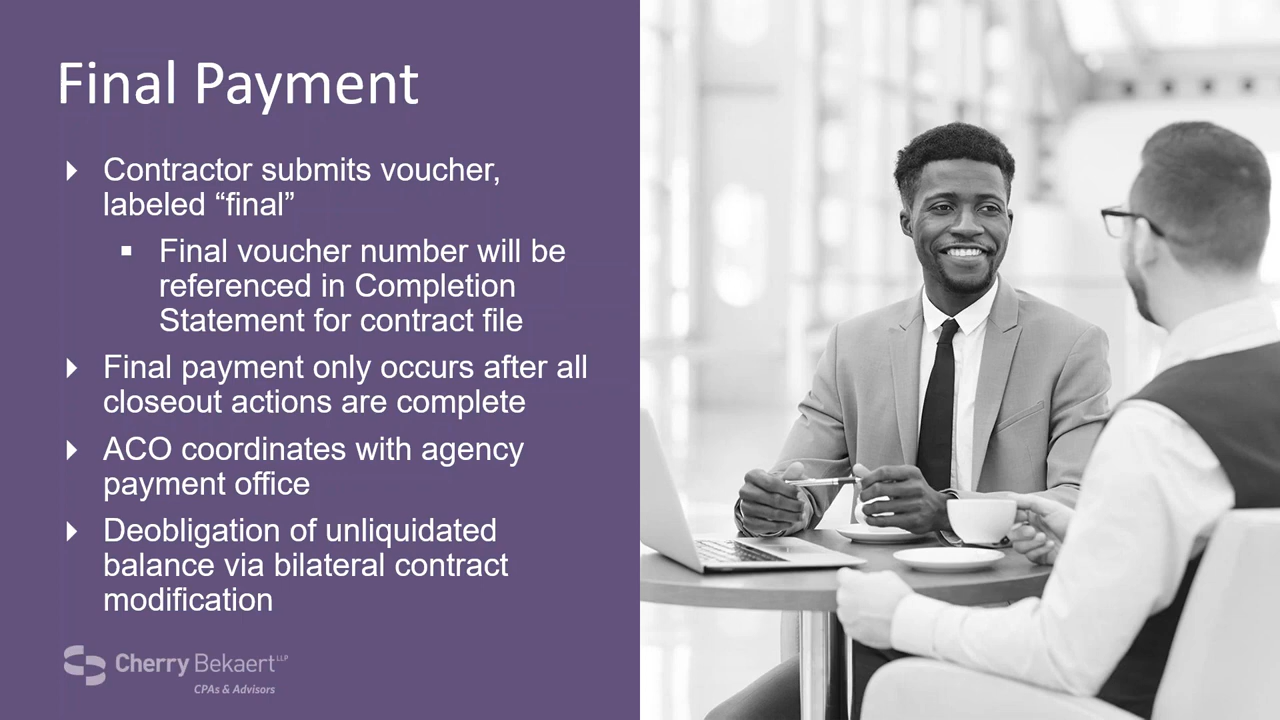 Final Payment
Contractor submits voucher,
labeled “final”
Final voucher number will be
referenced in Completion
Statement for contract file
Final payment only occurs after all
closeout actions are complete
ACO coordinates with agency
payment office
Deobligation of unliquidated
balance via bilateral contract
modification
Cherry Bekaert LLP
CPAs & Advisors